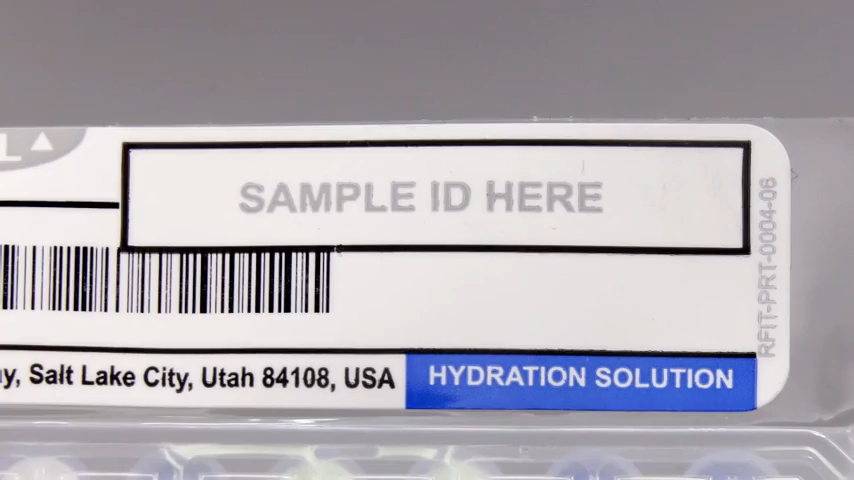 L▲
SAMPLE ID HERE
RFIT-PRT-0004-06
Salt Lake City, Utah 84108, USA
HYDRATION SOLUTION